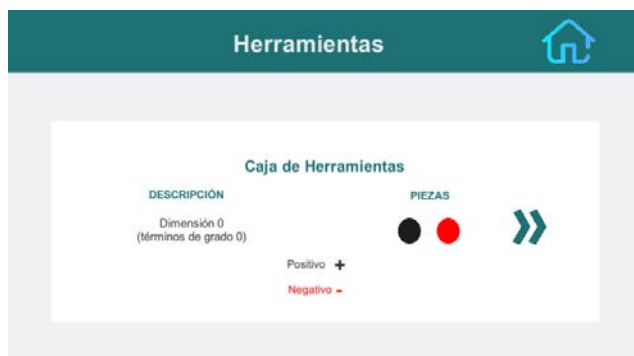 Herramientas
Caja de Herramientas
DESCRIPCIÓN PIEZAS
Dimensión 0
(términos de grado 0)
Positivo +
Negativo -